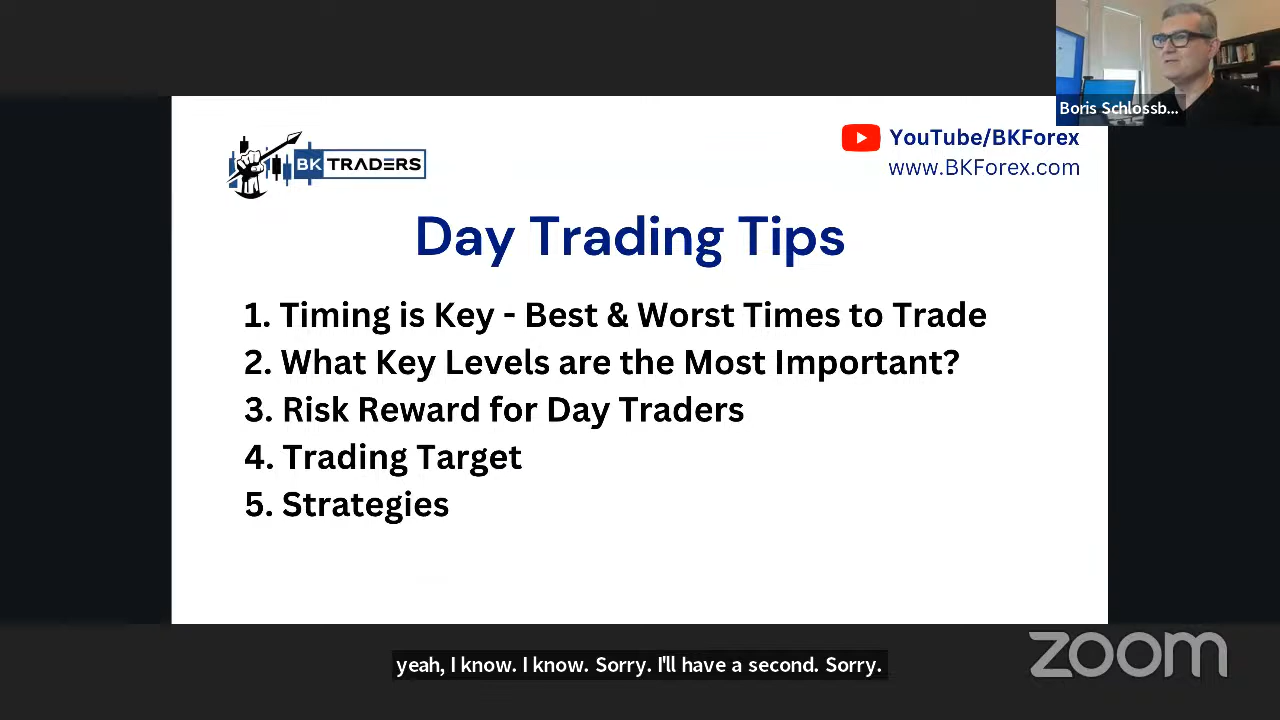 Boris Schlossb...
BK TRADERS
YouTube/BKForex
www.BKForex.com
Day Trading Tips
1. Timing is Key - Best & Worst Times to Trade
2. What Key Levels are the Most Important?
3. Risk Reward for Day Traders
4. Trading Target
5. Strategies
yeah, I know. I know. Sorry. I'll have a second. Sorry.
zoom